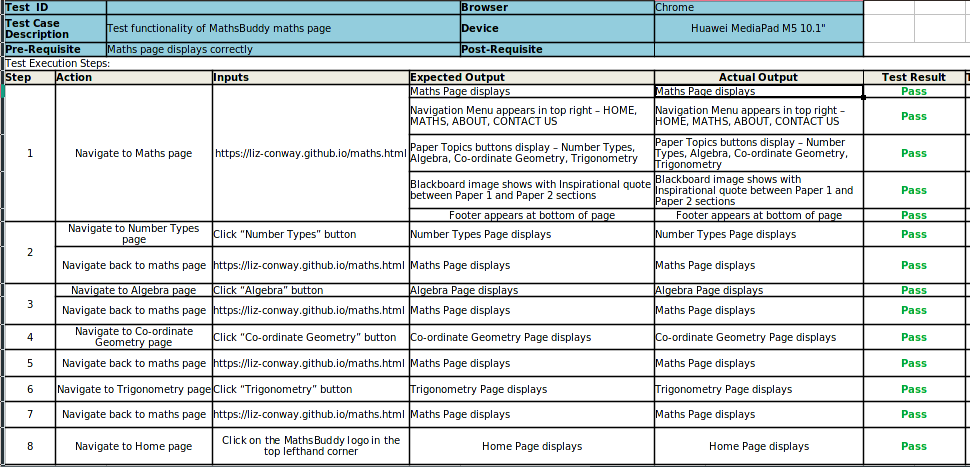 Test  ID
Browser
Chrome
Test Case
Description
Test functionality of MathsBuddy maths page
Device
Huawei MediaPad M5 10.1"
Pre-Requisite
Maths page displays correctly
Post-Requisite
Test Execution Steps:
Step
Action
Inputs
Expected Output
Actual Output
Test Result
1
Navigate to Maths page
https://liz-conway.github.io/maths.html
Maths Page displays
Maths Page displays
Pass
Navigation Menu appears in top right – HOME,
MATHS, ABOUT, CONTACT US
Navigation Menu appears in top right –
HOME, MATHS, ABOUT, CONTACT US
Pass
Paper Topics buttons display – Number Types,
Algebra, Co-ordinate Geometry, Trigonometry
Paper Topics buttons display – Number
Types, Algebra, Co-ordinate Geometry,
Trigonometry
Pass
Blackboard image shows with Inspirational quote
between Paper 1 and Paper 2 sections
Blackboard image shows with
Inspirational quote between Paper 1 and
Paper 2 sections
Pass
Footer appears at bottom of page
Footer appears at bottom of page
Pass
2
Navigate to Number Types
page
Click “Number Types” button
Number Types Page displays
Number Types Page displays
Pass
Navigate back to maths page
https://liz-conway.github.io/maths.html
Maths Page displays
Maths Page displays
Pass
3
Navigate to Algebra page
Click “Algebra” button
Algebra Page displays
Algebra Page displays
Pass
Navigate back to maths page
https://liz-conway.github.io/maths.html
Maths Page displays
Maths Page displays
Pass
4
Navigate to Co-ordinate
Geometry page
Click “Co-ordinate Geometry” button
Co-ordinate Geometry Page displays
Co-ordinate Geometry Page displays
Pass
5
Navigate back to maths page
https://liz-conway.github.io/maths.html
Maths Page displays
Maths Page displays
Pass
6
Navigate to Trigonometry page
Click “Trigonometry” button
Trigonometry Page displays
Trigonometry Page displays
Pass
7
Navigate back to maths page
https://liz-conway.github.io/maths.html
Maths Page displays
Maths Page displays
Pass
8
Navigate to Home page
Click on the MathsBuddy logo in the
top lefthand corner
Home Page displays
Home Page displays
Pass